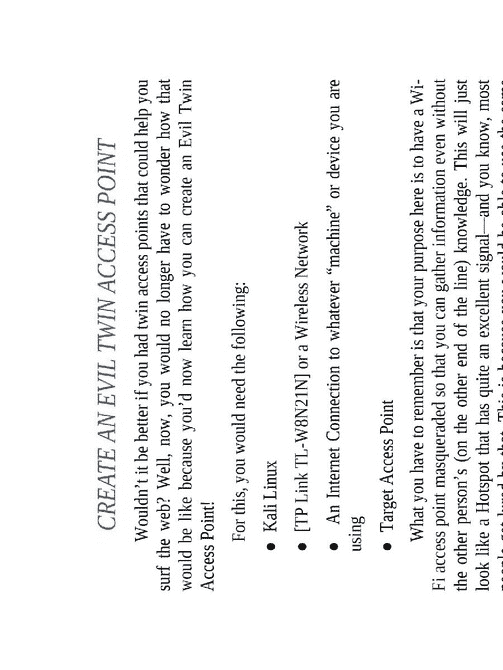 CREATE AN EVIL TWIN ACCESS POINT
Wouldn't it be better if you had twin access points that could help you
surf the web? Well, now, you would no longer have to wonder how that
would be like because you'd now learn how you can create an Evil Twin
Access Point!
For this, you would need the following:
● Kali Linux
● [TP Link TL-W8N21N] or a Wireless Network
● An Internet Connection to whatever “machine” or device you are
using
● Target Access Point
What you have to remember is that your purpose here is to have a Wi-
Fi access point masqueraded so that you can gather information even without
the other person's (on the other end of the line) knowledge. This will just
look like a Hotspot that has quite an excellent signal—and you know, most